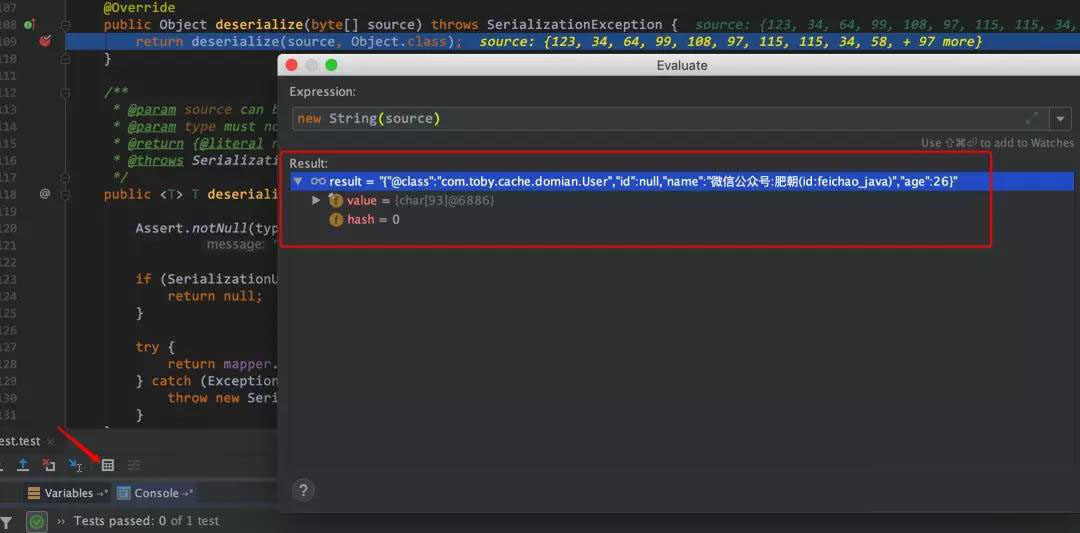 107 @Override
108 public Object deserialize(byte[] source) throws SerializationException { source: {123, 34, 64, 99, 108, 97, 115, 115, 34,
109 return deserialize(source, Object.class); source: {123, 34, 64, 99, 108, 97, 115, 115, 34, 58, + 97 more}
110 }
111
Evaluate
Expression:
new String(source)
Use ⇧⌘⏎ to add to Watches
Result:
result = "{"@class":"com.toby.cache.domian.User","id":null,"name":"微信公众号:肥朝(id:feichao_java)","age":26}"
value = {char[93]@6886}
hash = 0
112 /**
113 * @param source can b
114 * @param type must no
115 * @return {@literal n
116 * @throws Serializati
117 */
118 @ public <T> T deseriali
119
120 Assert.notNull(typ
121 message: "
122
123 if (SerializationU
124 return null;
125 }
126
127 try {
128 return mapper.
129 } catch (Exception
130 throw new Seri
131 }
est.test
Variables
Console
Tests passed: 0 of 1 test
?